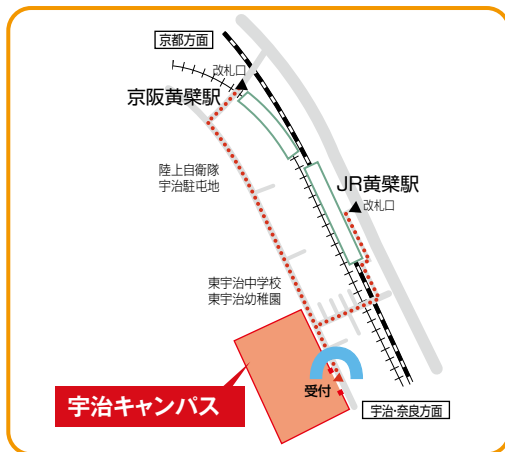 京都方面
改札口
京阪黄檗駅
陸上自衛隊
宇治駐屯地
JR黄檗駅
改札口
東宇治中学校
東宇治幼稚園
受付
宇治キャンパス
宇治・奈良方面